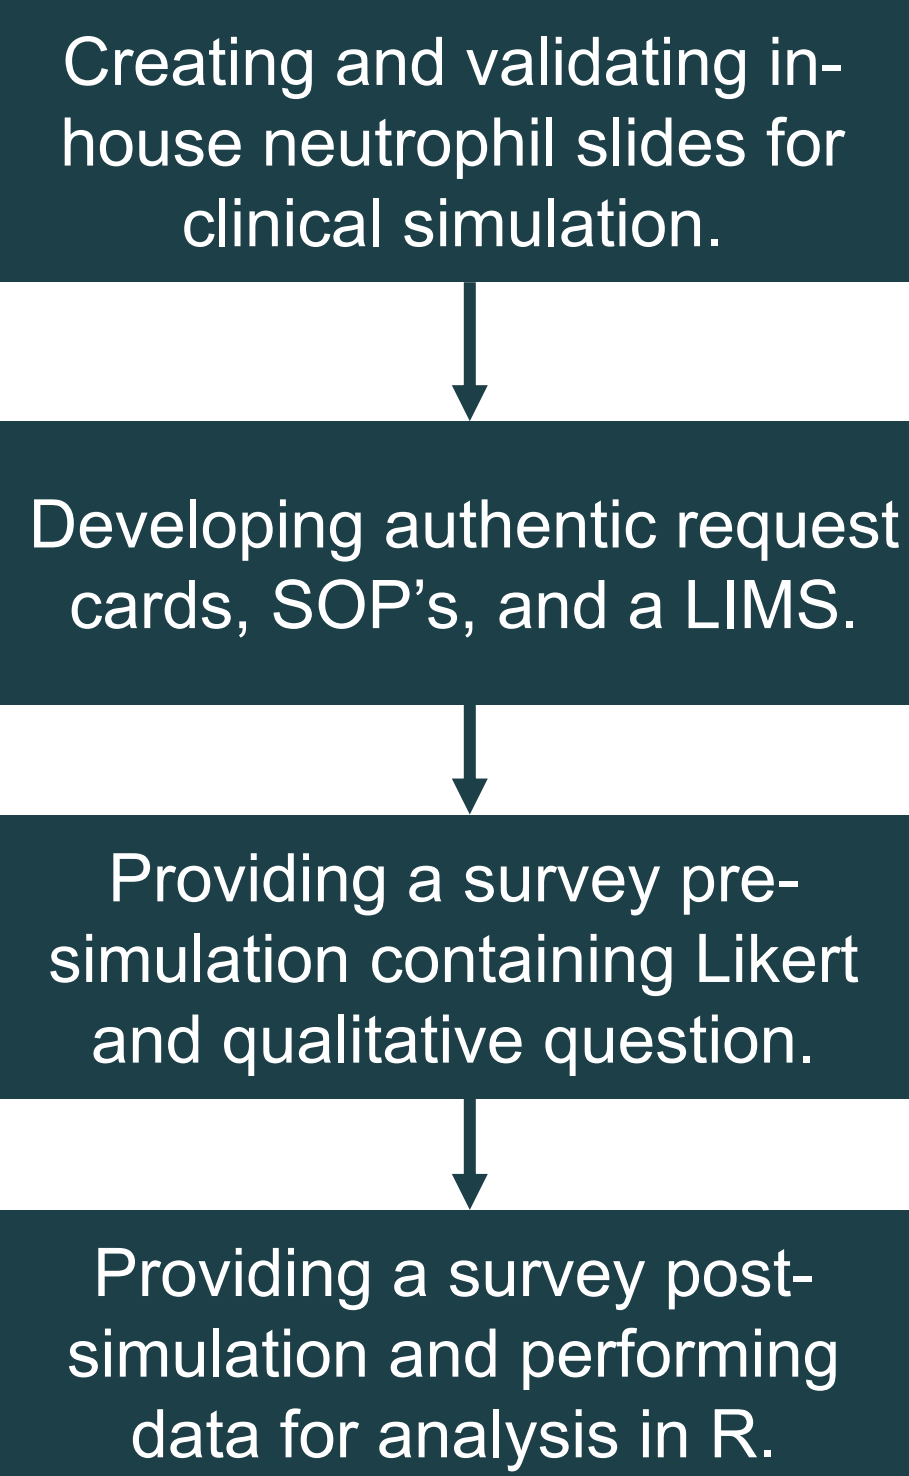 Creating and validating in-
house neutrophil slides for
clinical simulation.
Developing authentic request
cards, SOP’s, and a LIMS.
Providing a survey pre-
simulation containing Likert
and qualitative question.
Providing a survey post-
simulation and performing
data for analysis in R.